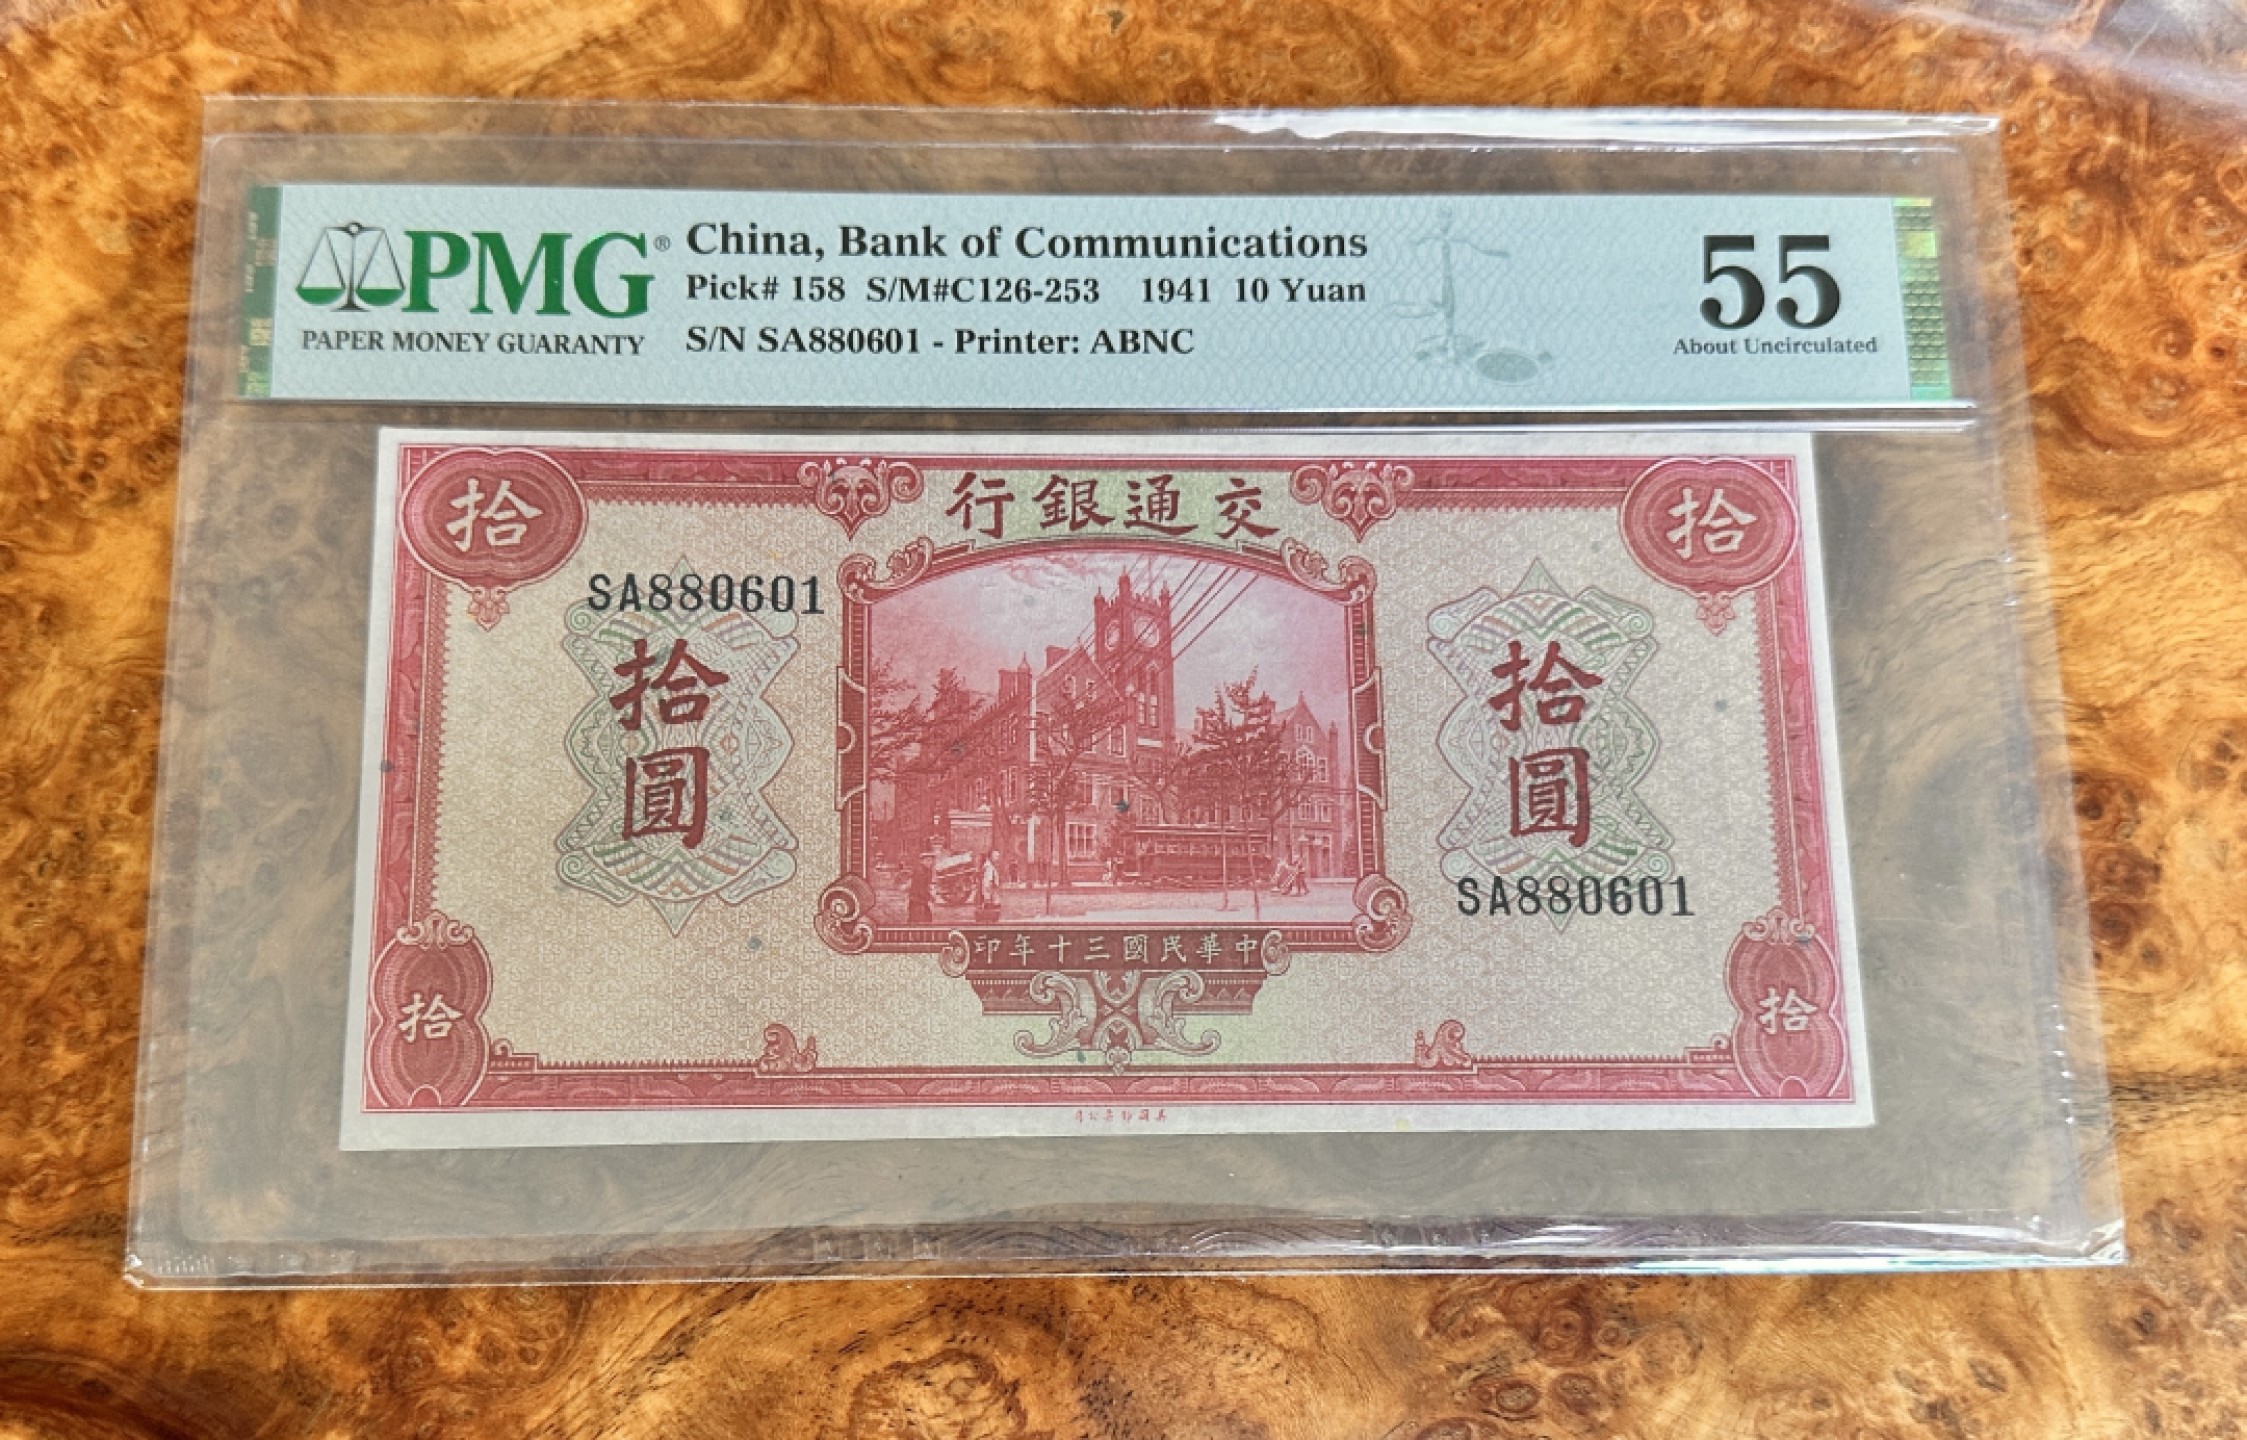 PMG®
PAPER MONEY GUARANTY
China, Bank of Communications
Pick# 158 S/M#C126-253 1941 10 Yuan
S/N SA880601 - Printer: ABNC
55
About Uncirculated
行銀通交
拾
拾
SA880601
拾圓
拾圓
SA880601
印年十三國民華中
拾
拾